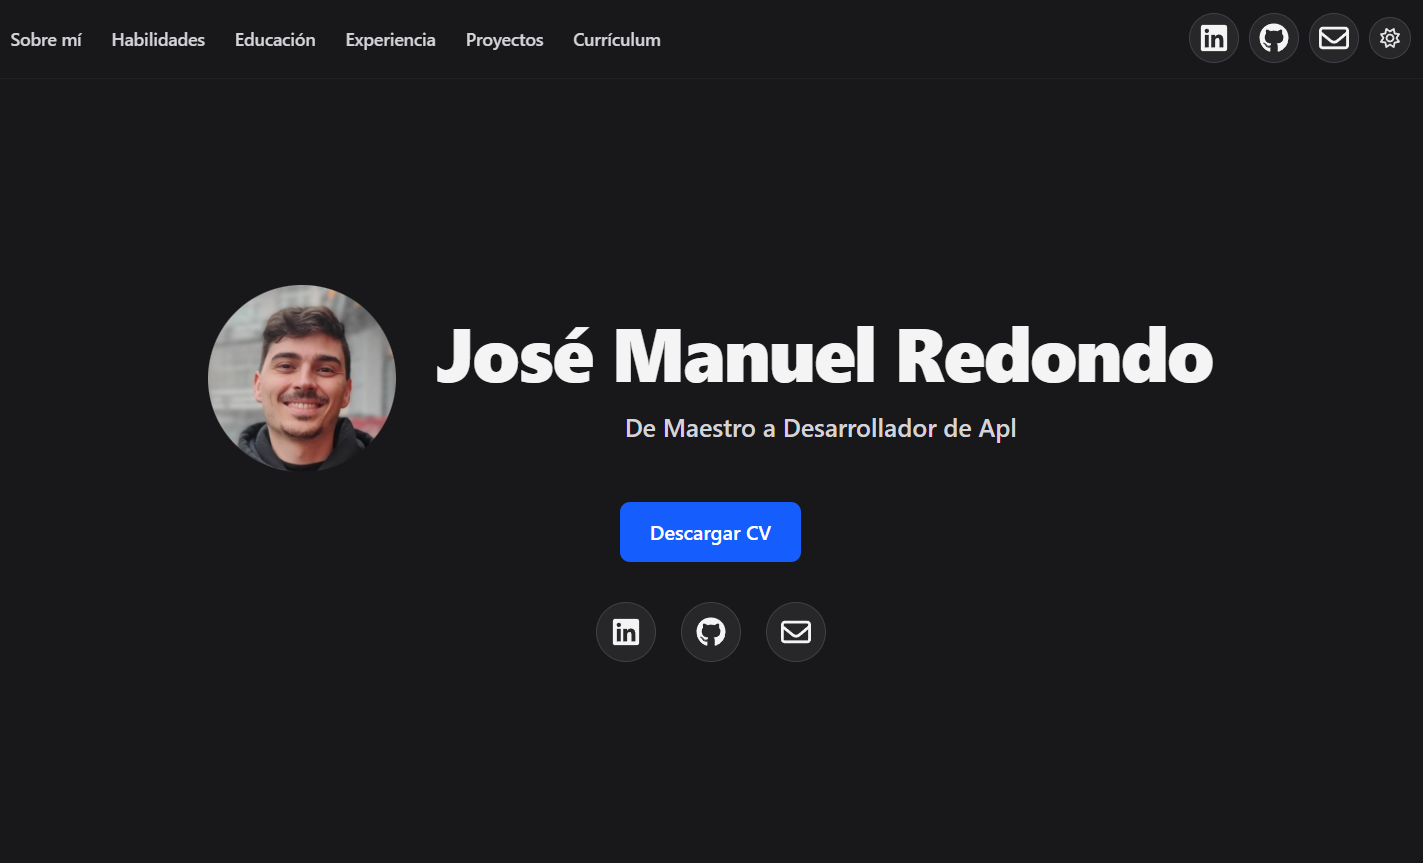 Sobre mí Habilidades Educación Experiencia Proyectos Currículum
José Manuel Redondo
De Maestro a Desarrollador de Apl
Descargar CV